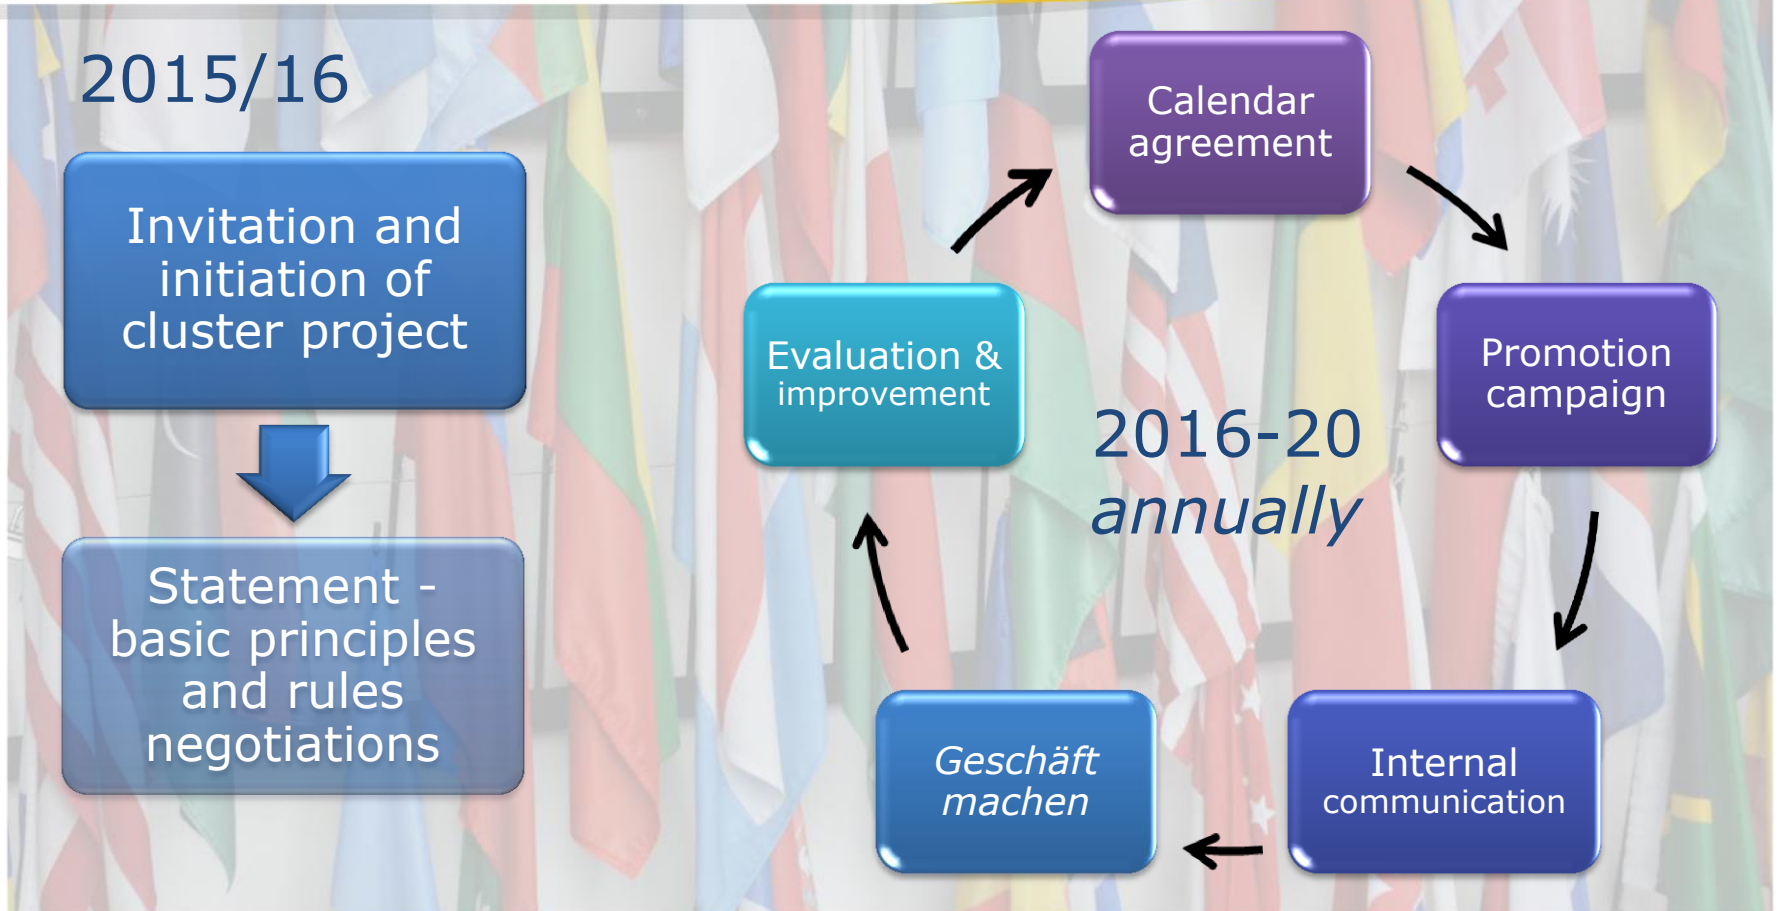 2015/16
Invitation and
initiation of
cluster project
Statement -
basic principles
and rules
negotiations
Calendar
agreement
Promotion
campaign
Internal
communication
Geschäft
machen
Evaluation &
improvement
2016-20
annually